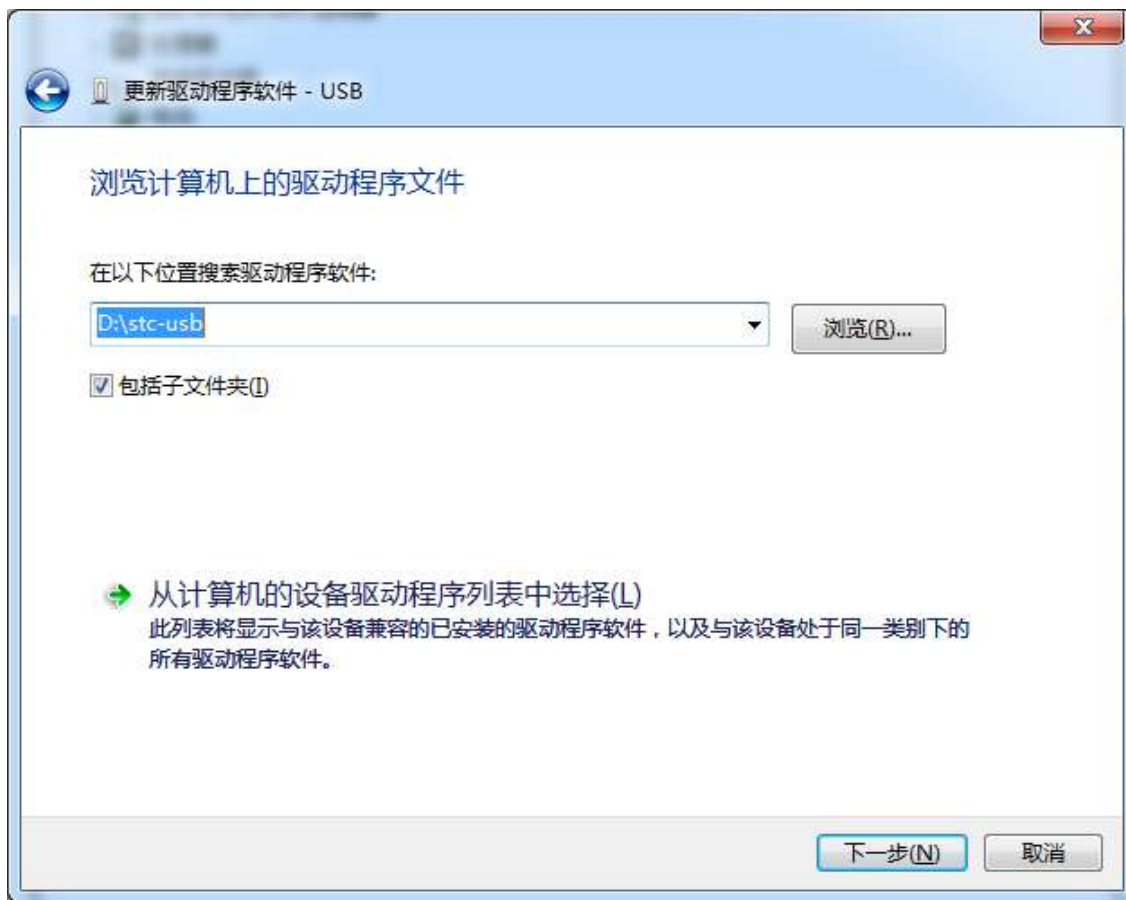 更新驱动程序软件 - USB
浏览计算机上的驱动程序文件
在以下位置搜索驱动程序软件:
D:\stc-usb
浏览(R)...
包括子文件夹(I)
从计算机的设备驱动程序列表中选择(L)
此列表将显示与该设备兼容的已安装的驱动程序软件，以及与该设备处于同一类别下的
所有驱动程序软件。
下一步(N)
取消